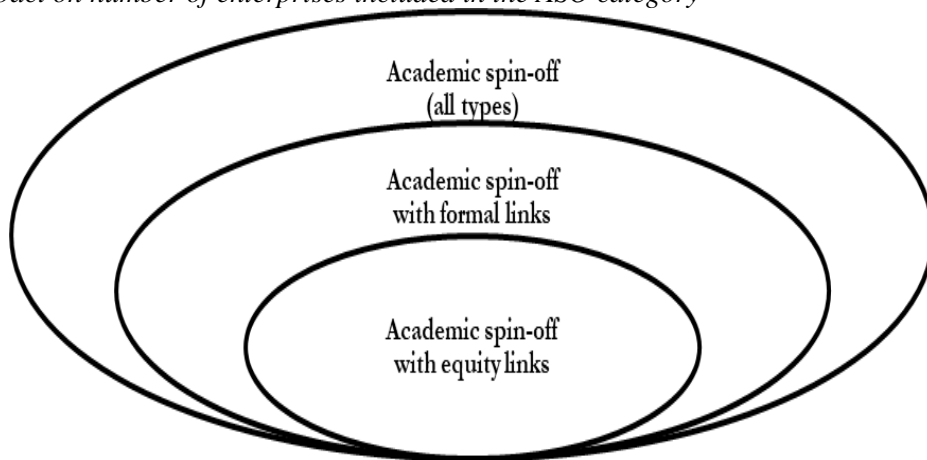 on number of enterprises included in the ASO category
Academic spin-off
(all types)
Academic spin-off
with formal links
Academic spin-off
with equity links